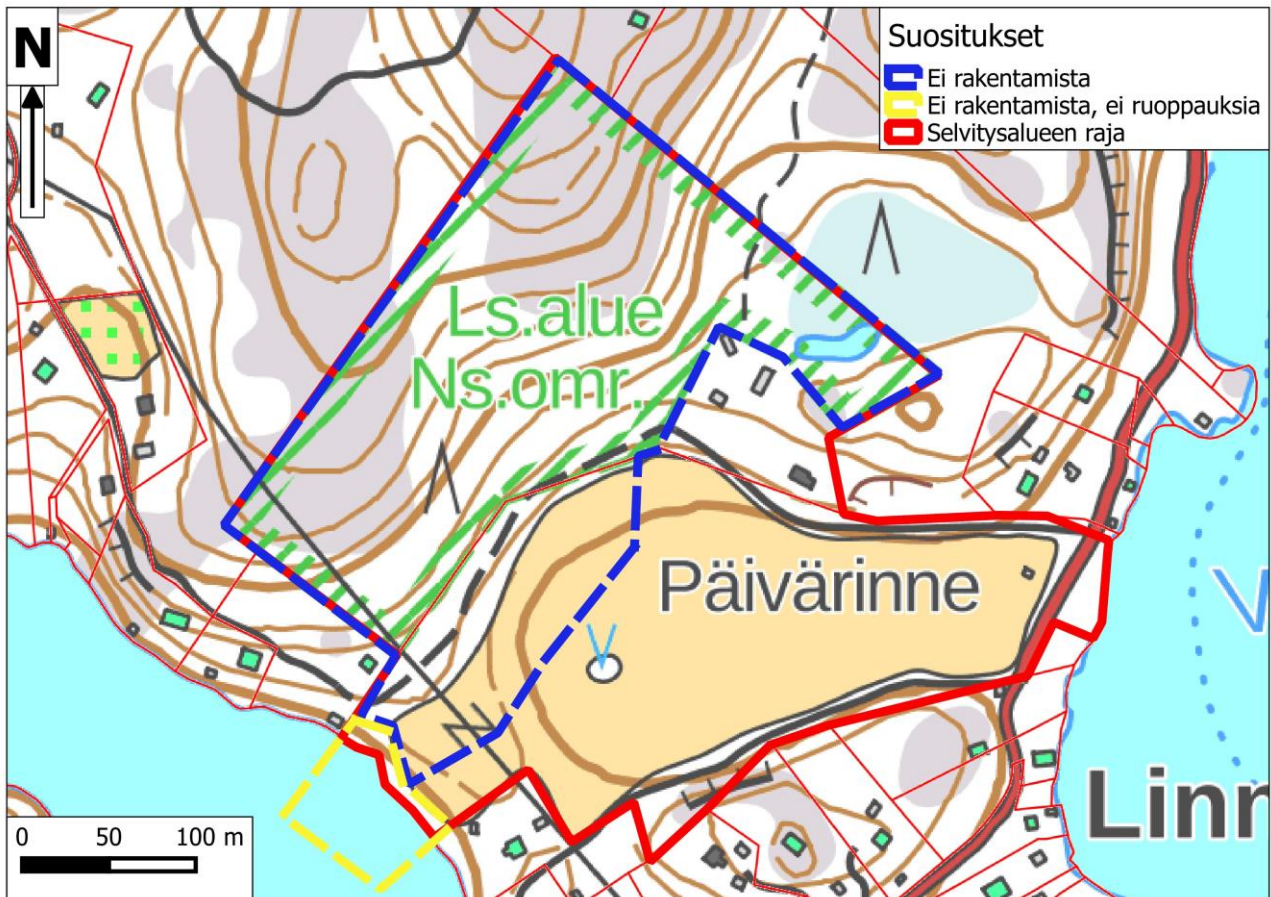 N
Suositukset
Ei rakentamista
Ei rakentamista, ei ruoppauksia
Selvitysalueen raja
Ls.alue
Ns.omr.
Päivärinne
V
Linn
0 50 100 m